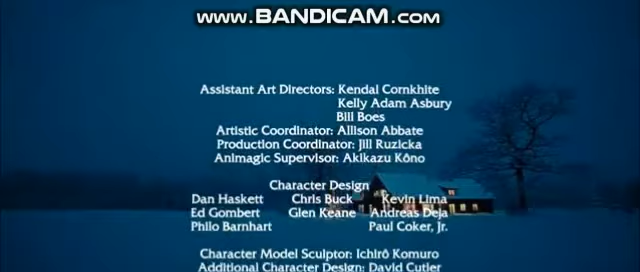 www.BANDICAM.com
Assistant Art Directors: Kendal Cornkhite
Kelly Adam Asbury
Bill Boes
Artistic Coordinator: Allison Abbate
Production Coordinator: Jill Ruzicka
Animagic Supervisor: Akikazu Kôno
Character Design
Dan Haskett Chris Buck Kevin Lima
Ed Gombert Glen Keane Andreas Deja
Philo Barnhart Paul Coker, Jr.
Character Model Sculptor: Ichirô Komuro
Additional Character Design: David Cutler